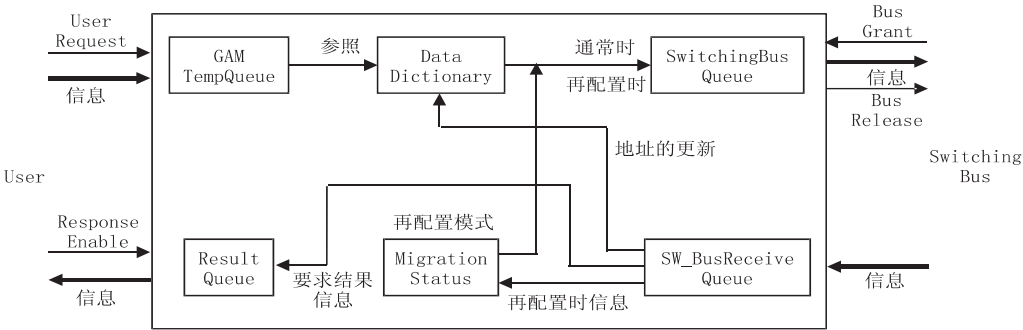 User
Request
信息
User
Response
Enable
信息
GAM
TempQueue
参照
Data
Dictionary
通常时
再配置时
SwitchingBus
Queue
地址的更新
再配置模式
Result
Queue
要求结果
信息
Migration
Status
再配置时信息
SW_BusReceive
Queue
Bus
Grant
信息
Bus
Release
Switching
Bus
信息